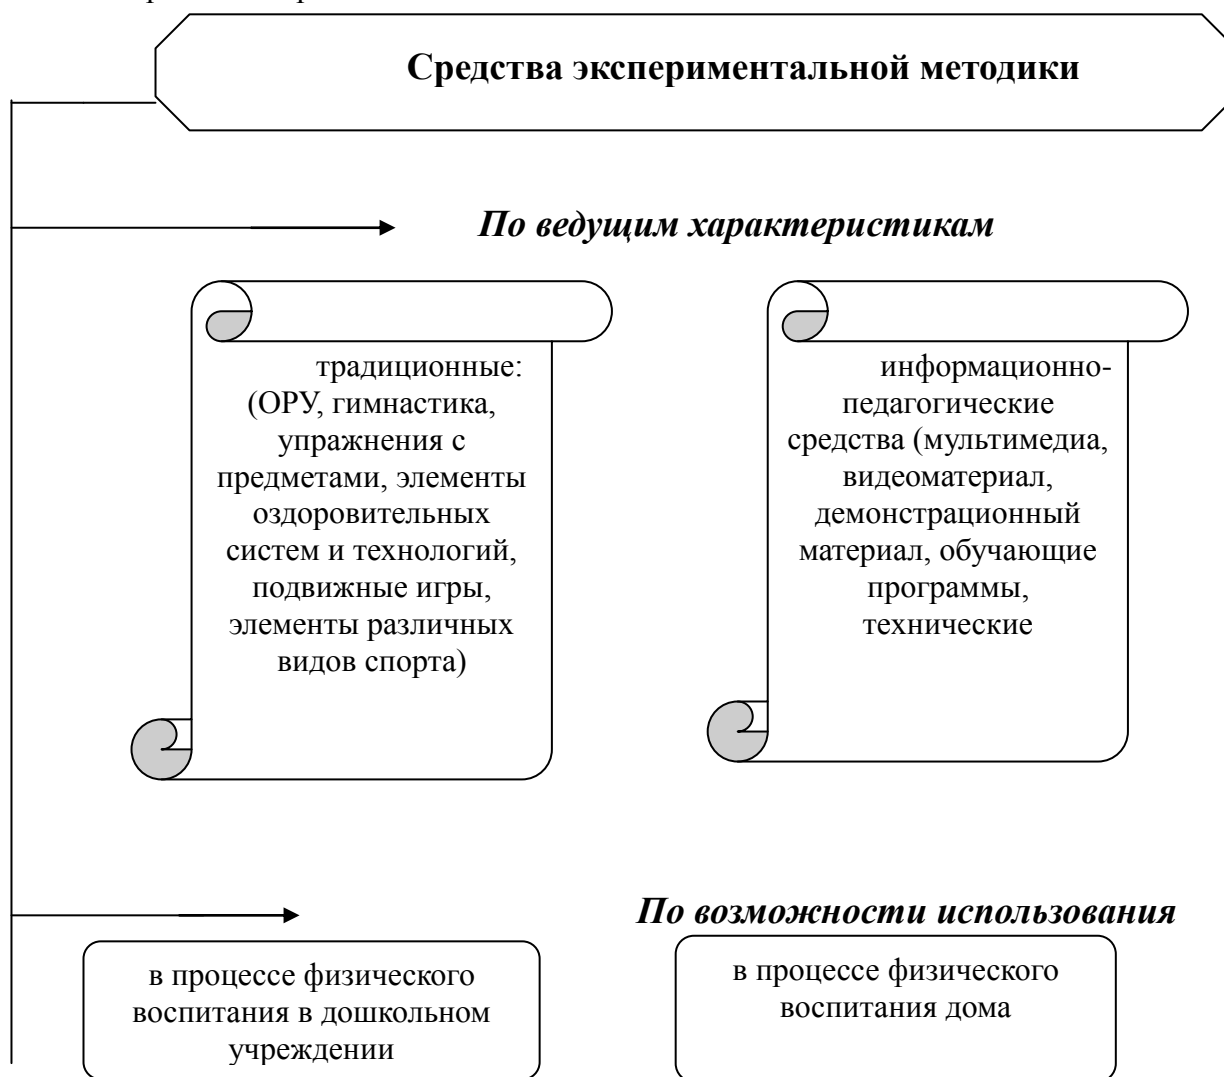 Средства экспериментальной методики
По ведущим характеристикам
традиционные:
(ОРУ, гимнастика,
упражнения с
предметами, элементы
оздоровительных
систем и технологий,
подвижные игры,
элементы различных
видов спорта)
информационно-
педагогические
средства (мультимедиа,
видеоматериал,
демонстрационный
материал, обучающие
программы,
технические
По возможности использования
в процессе физического
воспитания в дошкольном
учреждении
в процессе физического
воспитания дома